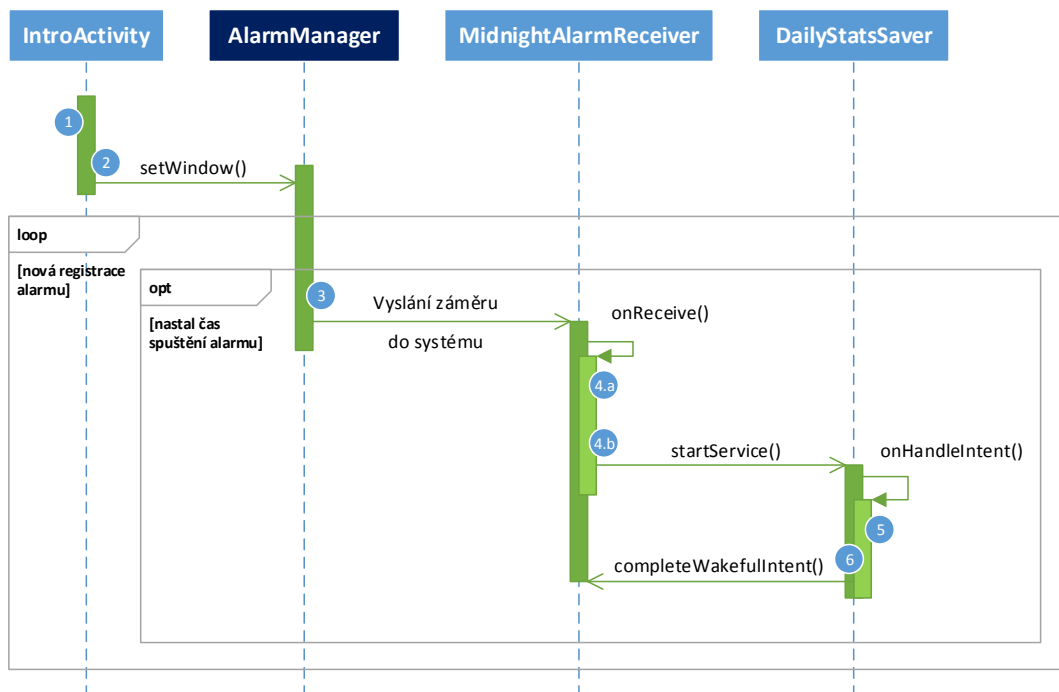 IntroActivity
AlarmManager
MidnightAlarmReceiver
DailyStatsSaver
1
2
setWindow()
loop
[nová registrace
alarmu]
opt
[nastal čas
spuštění alarmu]
3
Vyslání záměru
do systému
onReceive()
4.a
4.b
startService()
onHandleIntent()
5
6
completeWakefulIntent()